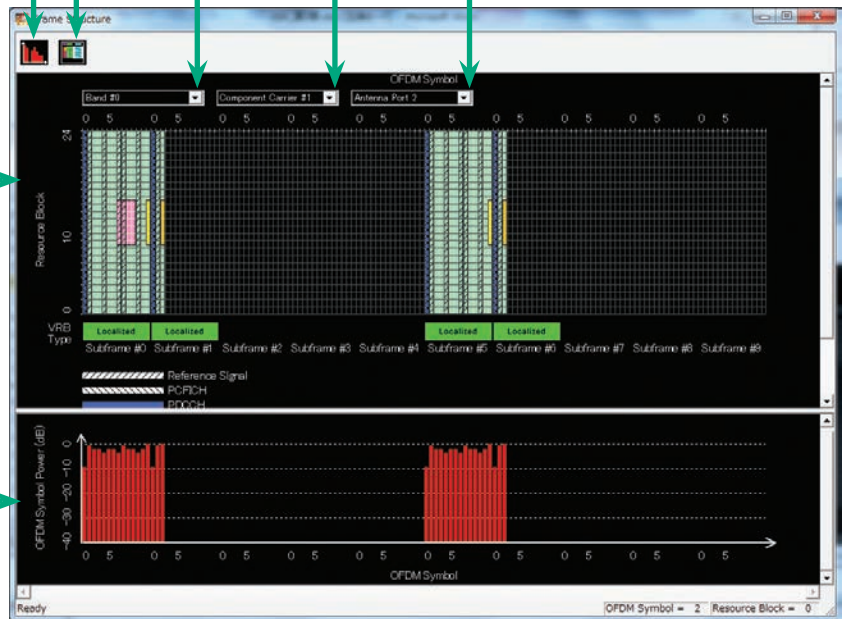 Frame Structure
OFDM Symbol
Band #0 Component Carrier #1 Antenna Port 2
0 5 0 5 0 5 0 5 0 5 0 5 0 5 0 5 0 5 0 5
24
Resource Block
10
0
VRB Type
Localized Localized Localized Localized
Subframe #0 Subframe #1 Subframe #2 Subframe #3 Subframe #4 Subframe #5 Subframe #6 Subframe #7 Subframe #8 Subframe #9
Reference Signal
PCFICH
PDCCH
OFDM Symbol Power (dB)
0
-10
-20
-30
-40
0 5 0 5 0 5 0 5 0 5 0 5 0 5 0 5 0 5 0 5
OFDM Symbol
Ready OFDM Symbol = 2 Resource Block = 0